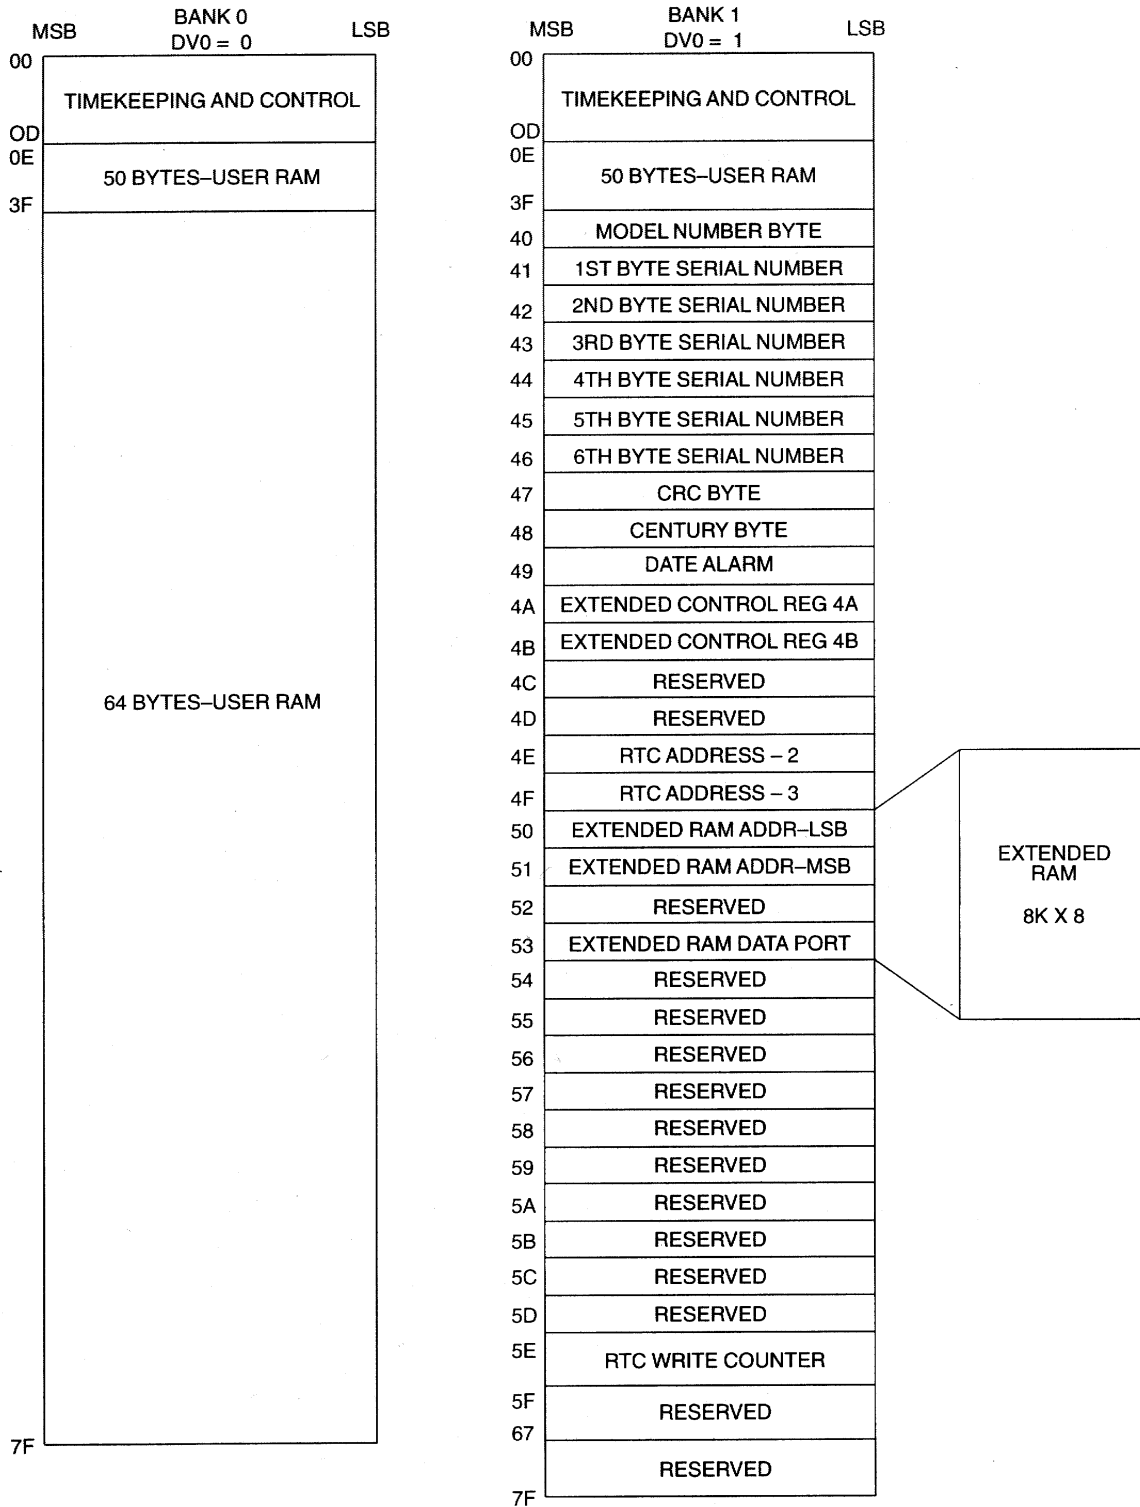 BANK 0
MSB DV0 = 0 LSB
00
TIMEKEEPING AND CONTROL
OD
0E
50 BYTES–USER RAM
3F
64 BYTES–USER RAM
7F
BANK 1
MSB DV0 = 1 LSB
00
TIMEKEEPING AND CONTROL
OD
0E
50 BYTES–USER RAM
3F
40 MODEL NUMBER BYTE
41 1ST BYTE SERIAL NUMBER
42 2ND BYTE SERIAL NUMBER
43 3RD BYTE SERIAL NUMBER
44 4TH BYTE SERIAL NUMBER
45 5TH BYTE SERIAL NUMBER
46 6TH BYTE SERIAL NUMBER
47 CRC BYTE
48 CENTURY BYTE
49 DATE ALARM
4A EXTENDED CONTROL REG 4A
4B EXTENDED CONTROL REG 4B
4C RESERVED
4D RESERVED
4E RTC ADDRESS – 2
4F RTC ADDRESS – 3
50 EXTENDED RAM ADDR–LSB
51 EXTENDED RAM ADDR–MSB
52 RESERVED
53 EXTENDED RAM DATA PORT
54 RESERVED
55 RESERVED
56 RESERVED
57 RESERVED
58 RESERVED
59 RESERVED
5A RESERVED
5B RESERVED
5C RESERVED
5D RESERVED
5E RTC WRITE COUNTER
5F
RESERVED
67
RESERVED
7F
EXTENDED
RAM
8K X 8